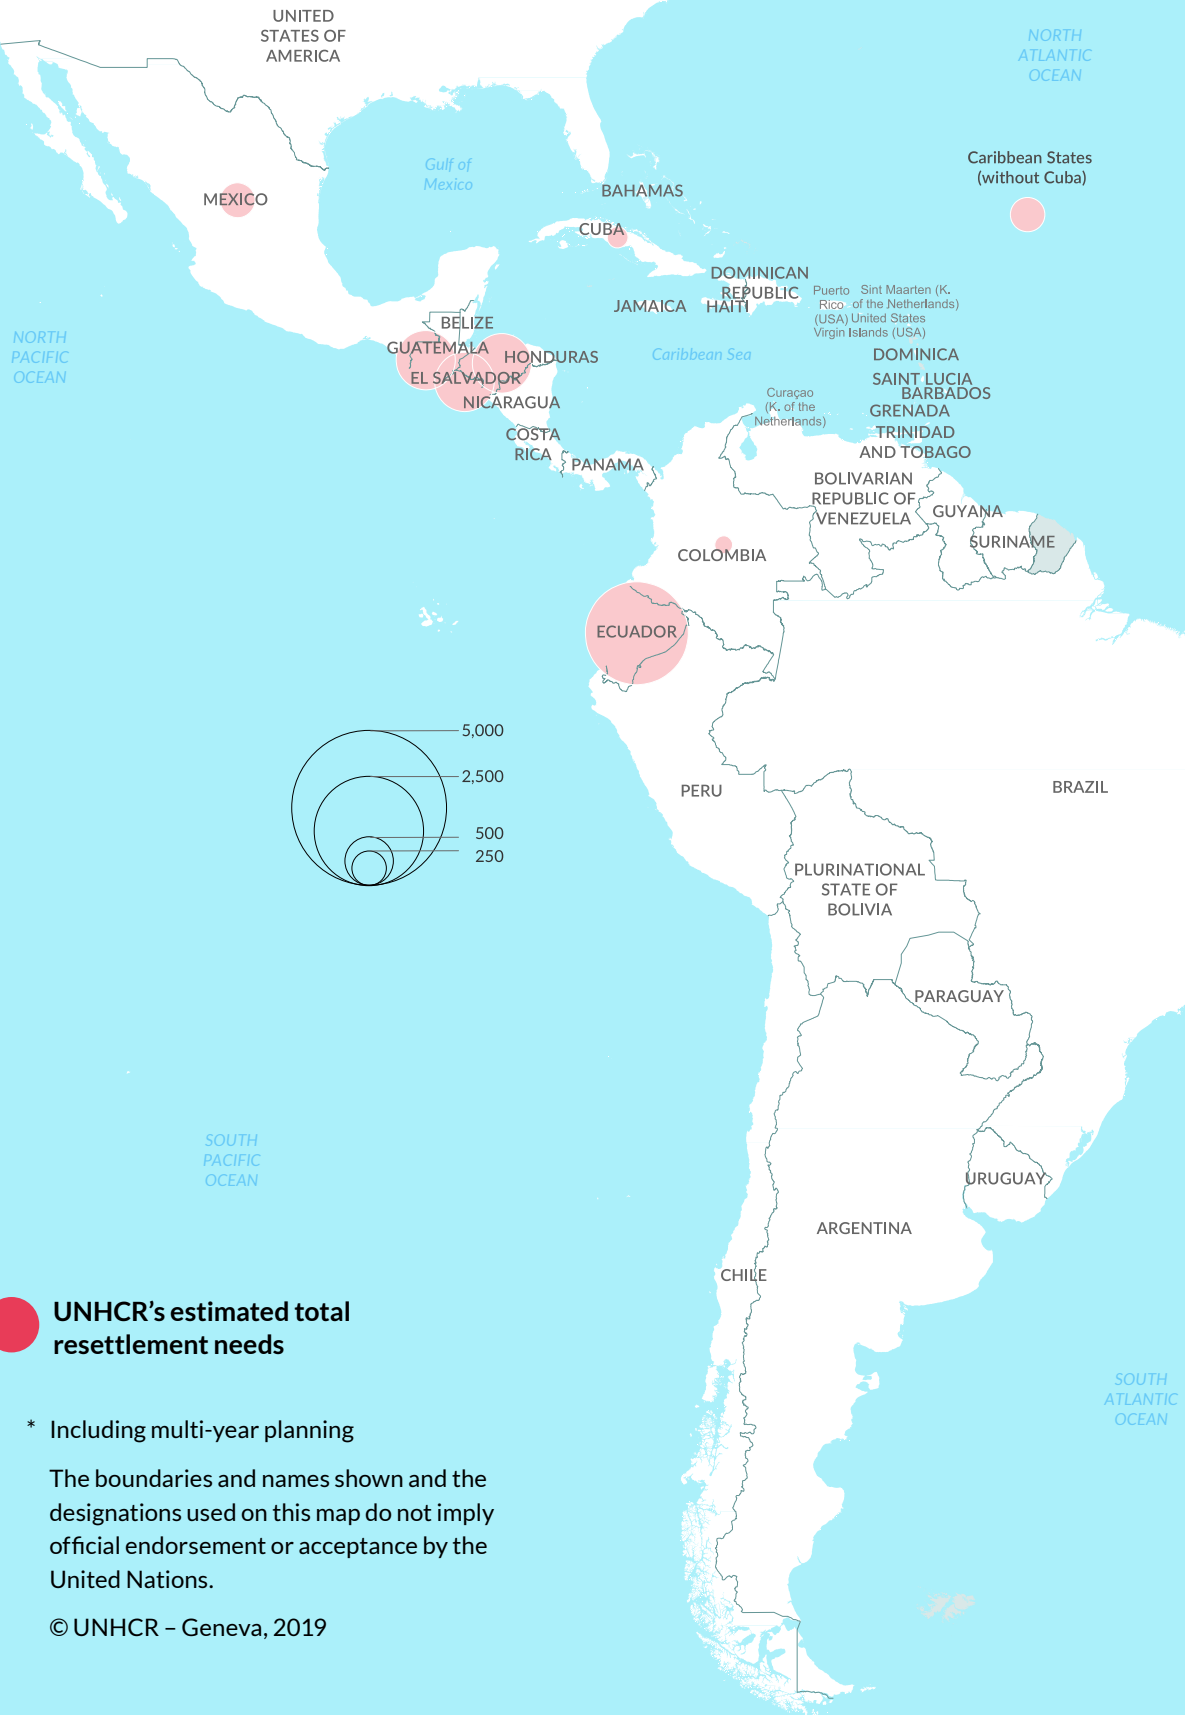 UNITED
STATES OF
AMERICA
NORTH
ATLANTIC
OCEAN
Gulf of
Mexico
Caribbean States
(without Cuba)
MEXICO
BAHAMAS
CUBA
DOMINICAN
REPUBLIC
JAMAICA
HAITI
Puerto
Rico
(USA)
Sint Maarten (K.
of the Netherlands)
United States
Virgin Islands (USA)
BELIZE
NORTH
PACIFIC
OCEAN
GUATEMALA
HONDURAS
Caribbean Sea
DOMINICA
EL SALVADOR
SAINT LUCIA
BARBADOS
NICARAGUA
Curaçao
(K. of the
Netherlands)
GRENADA
TRINIDAD
AND TOBAGO
COSTA
RICA
PANAMA
BOLIVARIAN
REPUBLIC OF
VENEZUELA
GUYANA
SURINAME
COLOMBIA
ECUADOR
5,000
2,500
500
250
PERU
BRAZIL
PLURINATIONAL
STATE OF
BOLIVIA
PARAGUAY
SOUTH
PACIFIC
OCEAN
URUGUAY
ARGENTINA
CHILE
UNHCR’s estimated total
resettlement needs
SOUTH
ATLANTIC
OCEAN
* Including multi-year planning
The boundaries and names shown and the
designations used on this map do not imply
official endorsement or acceptance by the
United Nations.
© UNHCR – Geneva, 2019